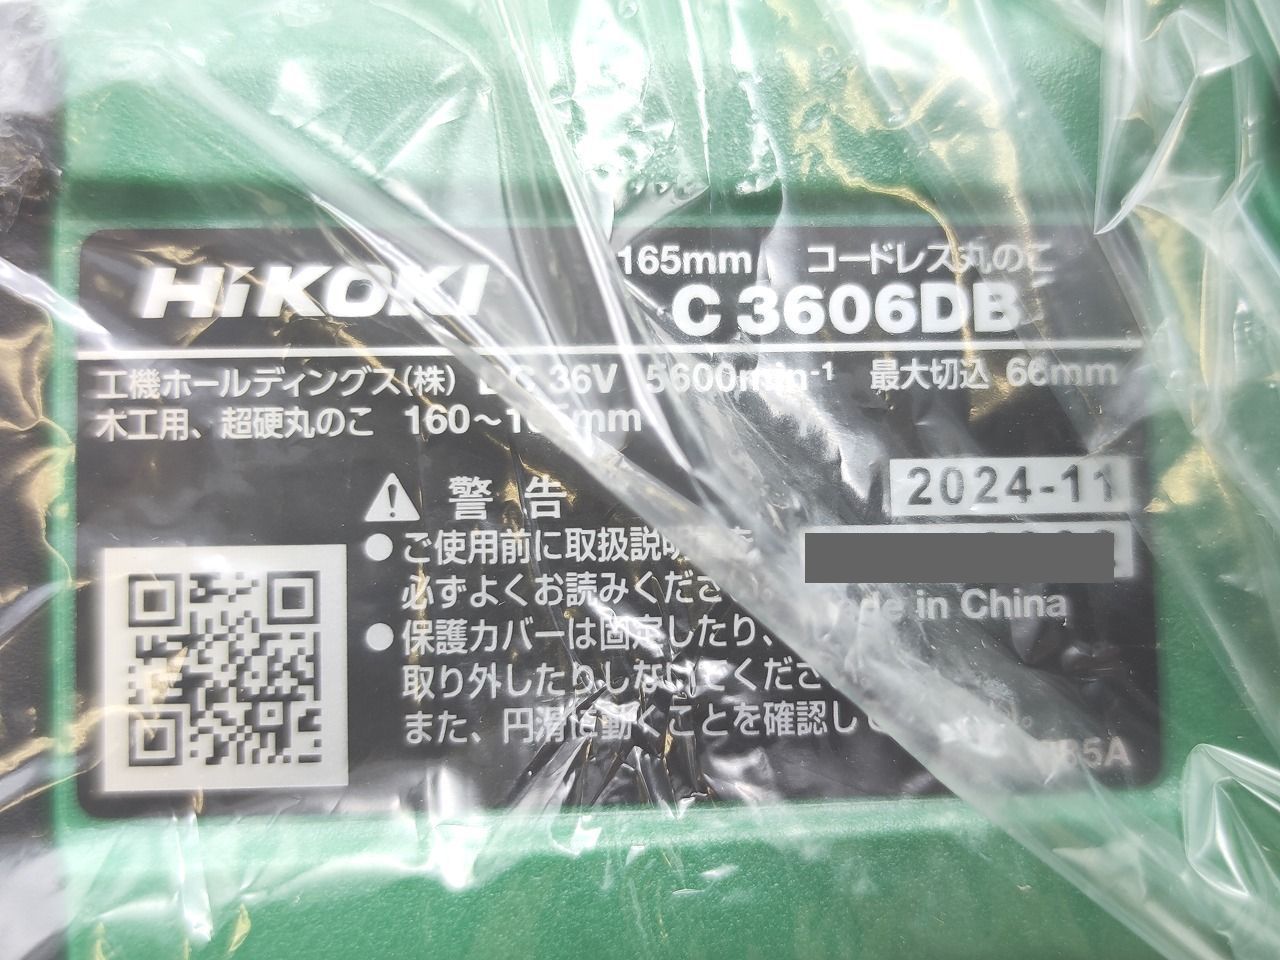 HiKOKI
165mm コードレス丸のこ
C 3606DB
工機ホールディングス(株) DC 36V 5600min-1 最大切込 66mm
木工用、超硬丸のこ 160～165mm
警告
2024-11
●ご使用前に取扱説明書を
必ずよくお読みください。
Made in China
●保護カバーは固定したり、
取り外したりしないでくださ
また、円滑に動くことを確認し
85A